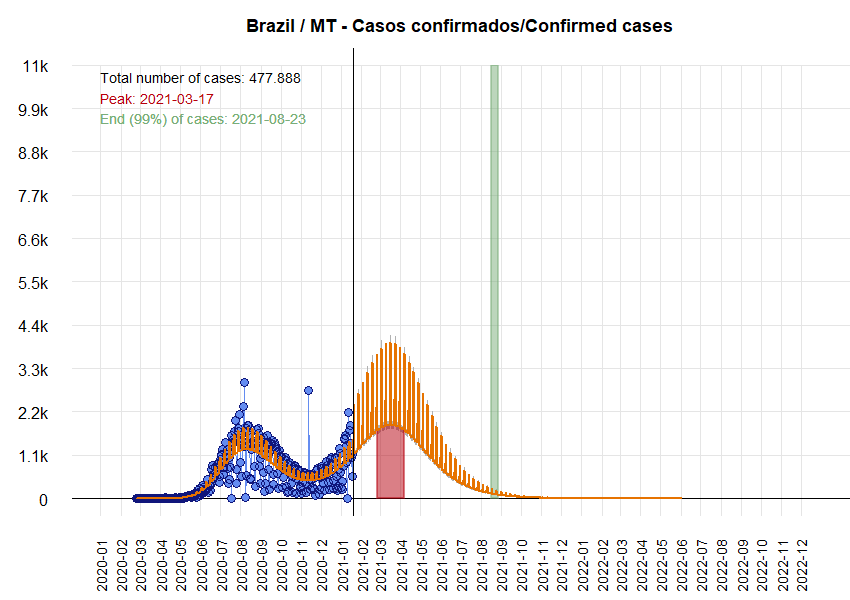 Brazil / MT - Casos confirmados/Confirmed cases
Total number of cases: 477.888
Peak: 2021-03-17
End (99%) of cases: 2021-08-23
11k
9.9k
8.8k
7.7k
6.6k
5.5k
4.4k
3.3k
2.2k
1.1k
0
2020-01
2020-02
2020-03
2020-04
2020-05
2020-06
2020-07
2020-08
2020-09
2020-10
2020-11
2020-12
2021-01
2021-02
2021-03
2021-04
2021-05
2021-06
2021-07
2021-08
2021-09
2021-10
2021-11
2021-12
2022-01
2022-02
2022-03
2022-04
2022-05
2022-06
2022-07
2022-08
2022-09
2022-10
2022-11
2022-12